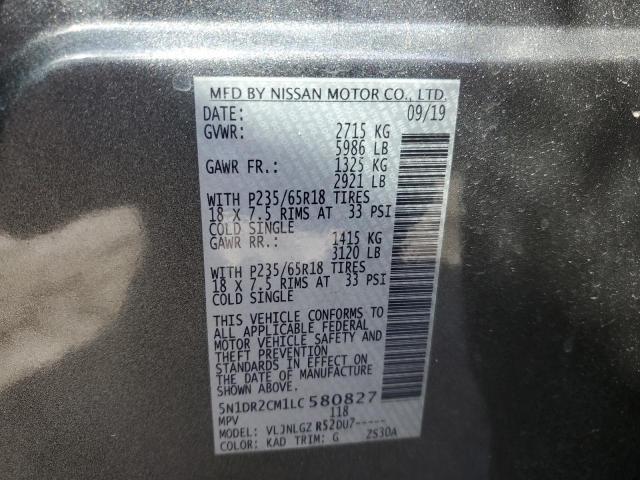 MFD BY NISSAN MOTOR CO., LTD.
DATE: 09/19
GVWR: 2715 KG
5986 LB
GAWR FR.: 1325 KG
2921 LB
WITH P235/65R18 TIRES
18 X 7.5 RIMS AT 33 PSI
COLD SINGLE
GAWR RR.: 1415 KG
3120 LB
WITH P235/65R18 TIRES
18 X 7.5 RIMS AT 33 PSI
COLD SINGLE
THIS VEHICLE CONFORMS TO
ALL APPLICABLE FEDERAL
MOTOR VEHICLE SAFETY AND
THEFT PREVENTION
STANDARDS IN EFFECT ON
THE DATE OF MANUFACTURE
SHOWN ABOVE.
5N1DR2CM1LC580827
MPV 118
MODEL: VLJNLGZ R52DU7-----
COLOR: KAD TRIM: G ZS30A